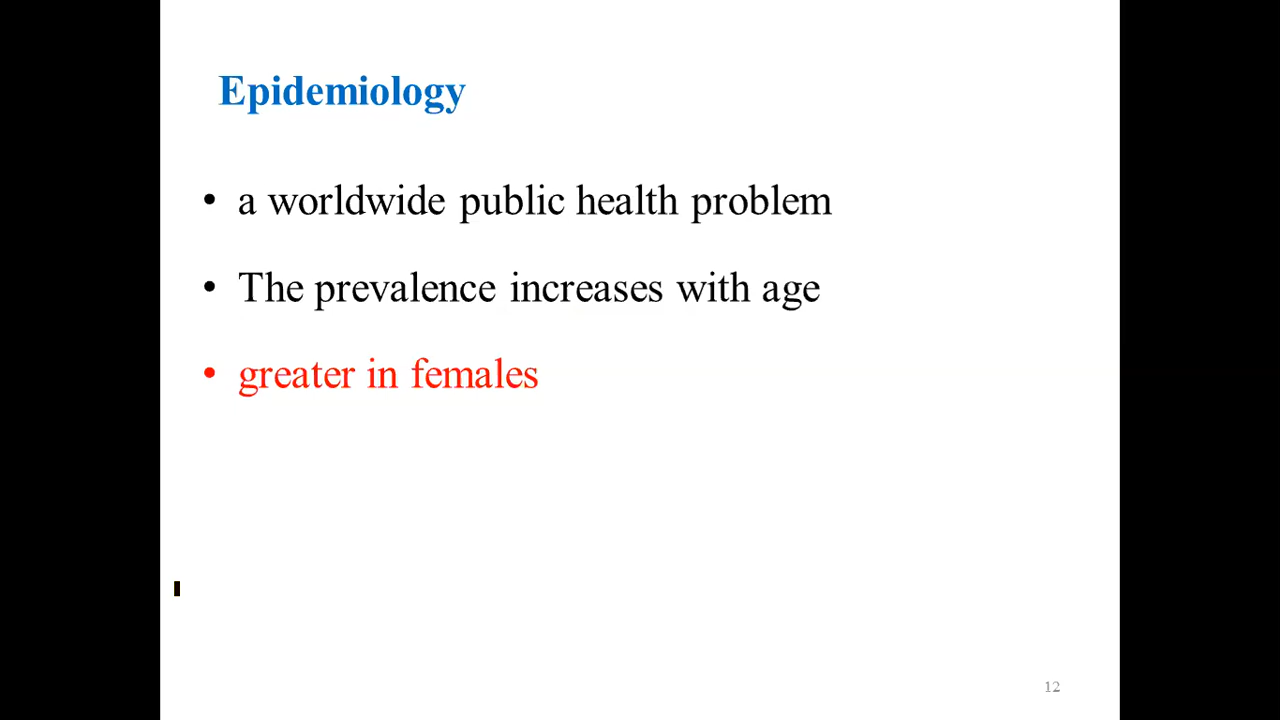 Epidemiology
• a worldwide public health problem
• The prevalence increases with age
• greater in females
12